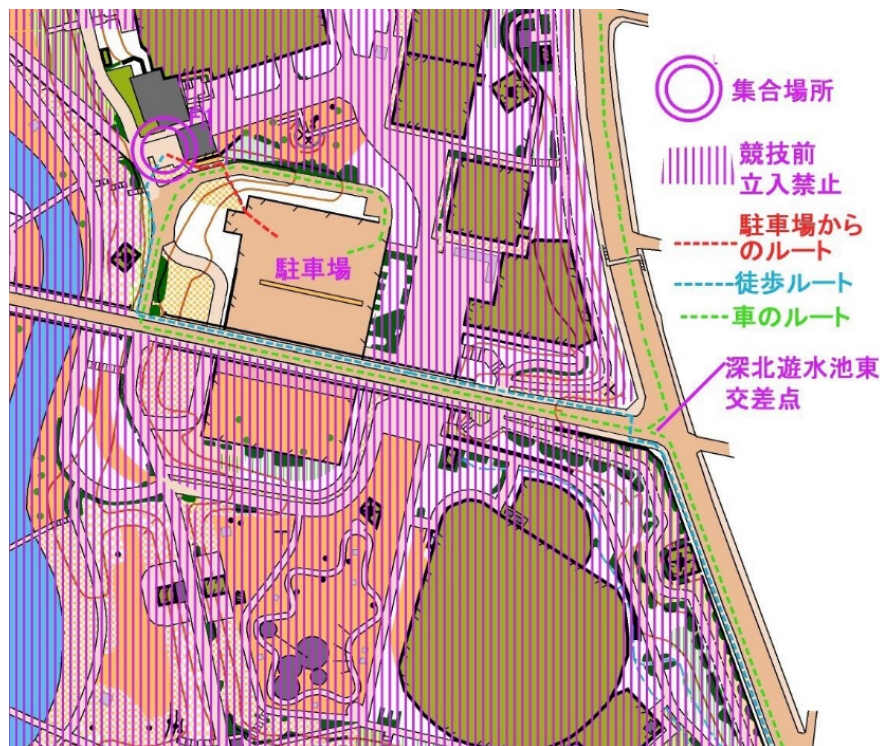 集合場所
競技前
立入禁止
駐車場から
のルート
徒歩ルート
車のルート
深北遊水池東
交差点
駐車場